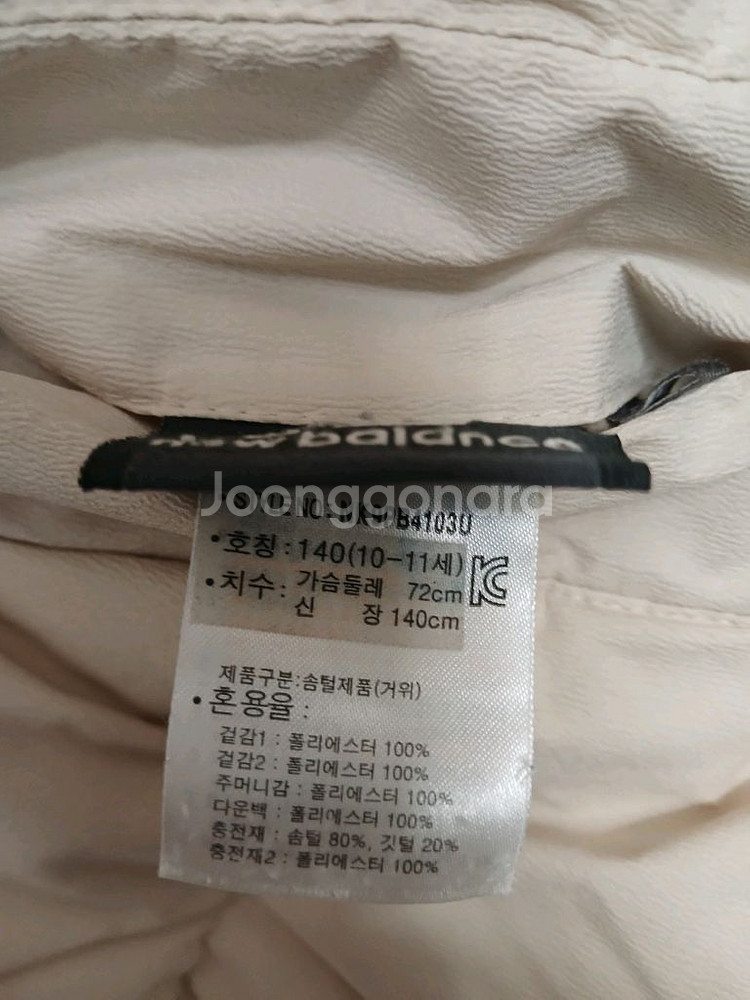 new balance
Joonggonara
STYLE NO: NK9PB4103U
• 호칭 : 140(10-11세)
• 치수 : 가슴둘레 72cm
신 장 140cm
제품구분:솜털제품(거위)
• 혼용율 :
겉감1 : 폴리에스터 100%
겉감2 : 폴리에스터 100%
주머니감 : 폴리에스터 100%
다운백 : 폴리에스터 100%
충전재 : 솜털 80%, 깃털 20%
충전재2 : 폴리에스터 100%